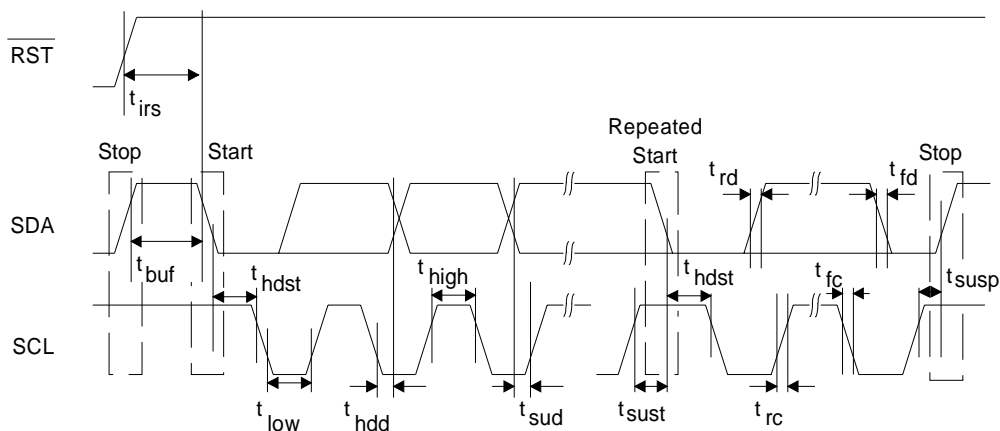 RST
t irs
Repeated
Stop
Start
Start
Stop
t rd
t fd
SDA
t buf
t hdst
t high
t hdst
t fc
t susp
SCL
t low
t hdd
t sud
t sust
t rc